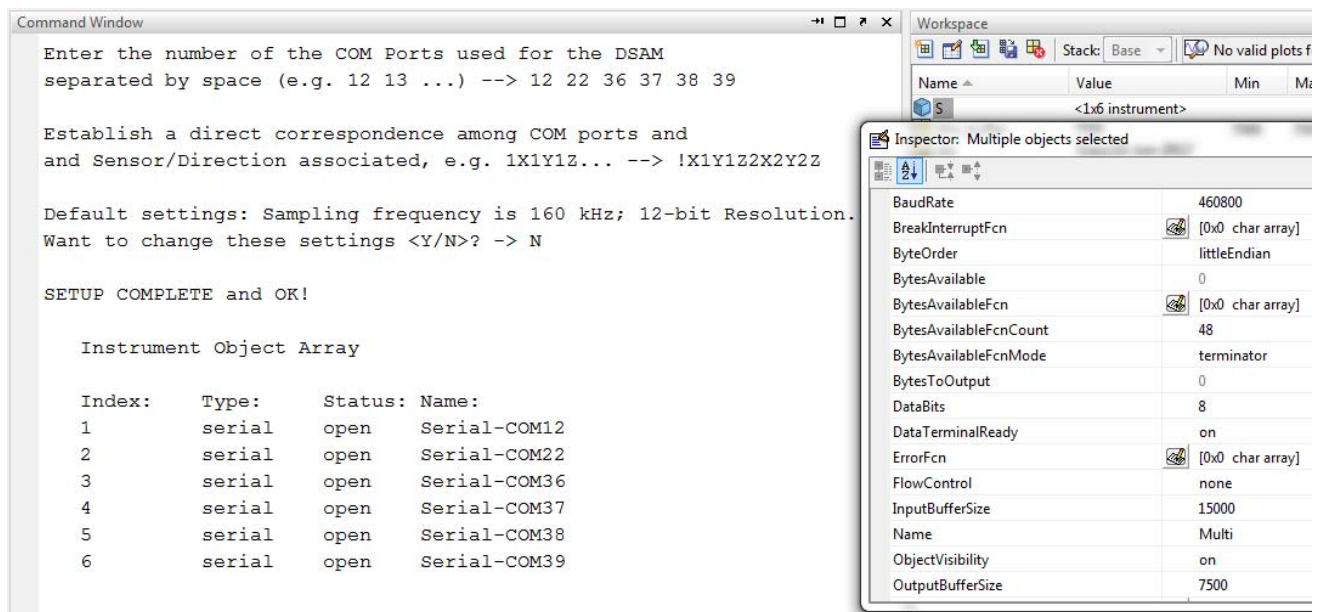 Command Window
Enter the number of the COM Ports used for the DSAM
separated by space (e.g. 12 13 ...) --> 12 22 36 37 38 39
Establish a direct correspondence among COM ports and
and Sensor/Direction associated, e.g. 1X1Y1Z... --> !X1Y1Z2X2Y2Z
Default settings: Sampling frequency is 160 kHz; 12-bit Resolution.
Want to change these settings <Y/N>? -> N
SETUP COMPLETE and OK!
Instrument Object Array
Index: Type: Status: Name:
1 serial open Serial-COM12
2 serial open Serial-COM22
3 serial open Serial-COM36
4 serial open Serial-COM37
5 serial open Serial-COM38
6 serial open Serial-COM39
Workspace
Stack: Base No valid plots f
Name Value Min Ma
S <1x6 instrument>
Inspector: Multiple objects selected
BaudRate 460800
BreakInterruptFcn [0x0 char array]
ByteOrder littleEndian
BytesAvailable 0
BytesAvailableFcn [0x0 char array]
BytesAvailableFcnCount 48
BytesAvailableFcnMode terminator
BytesToOutput 0
DataBits 8
DataTerminalReady on
ErrorFcn [0x0 char array]
FlowControl none
InputBufferSize 15000
Name Multi
ObjectVisibility on
OutputBufferSize 7500